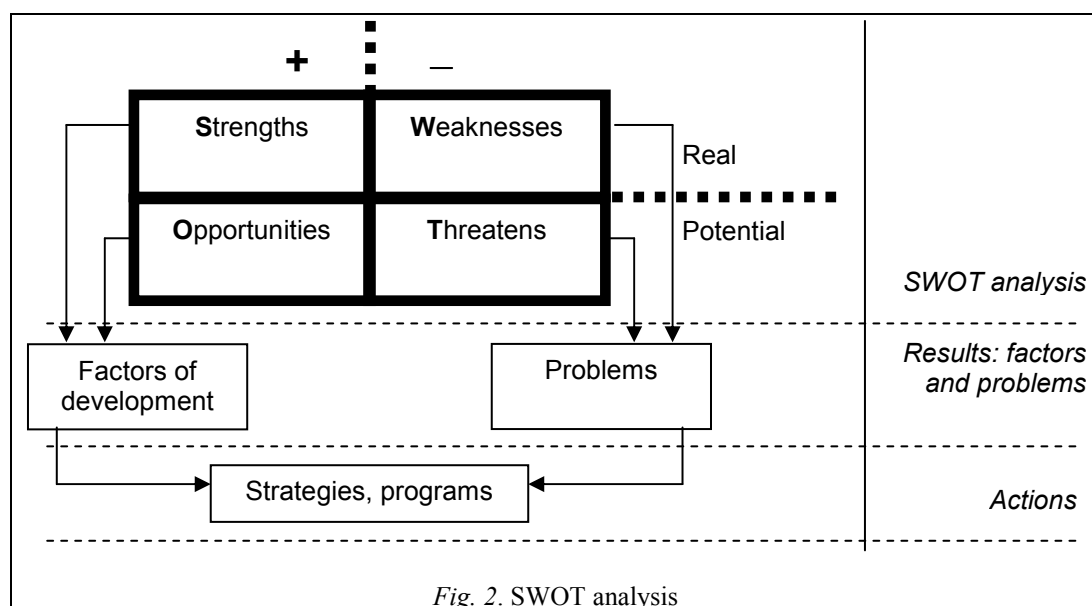 + –
Strengths Weaknesses
Real
Opportunities Threatens
Potential
SWOT analysis
Factors of
development
Problems
Results: factors
and problems
Strategies, programs
Actions
Fig. 2. SWOT analysis